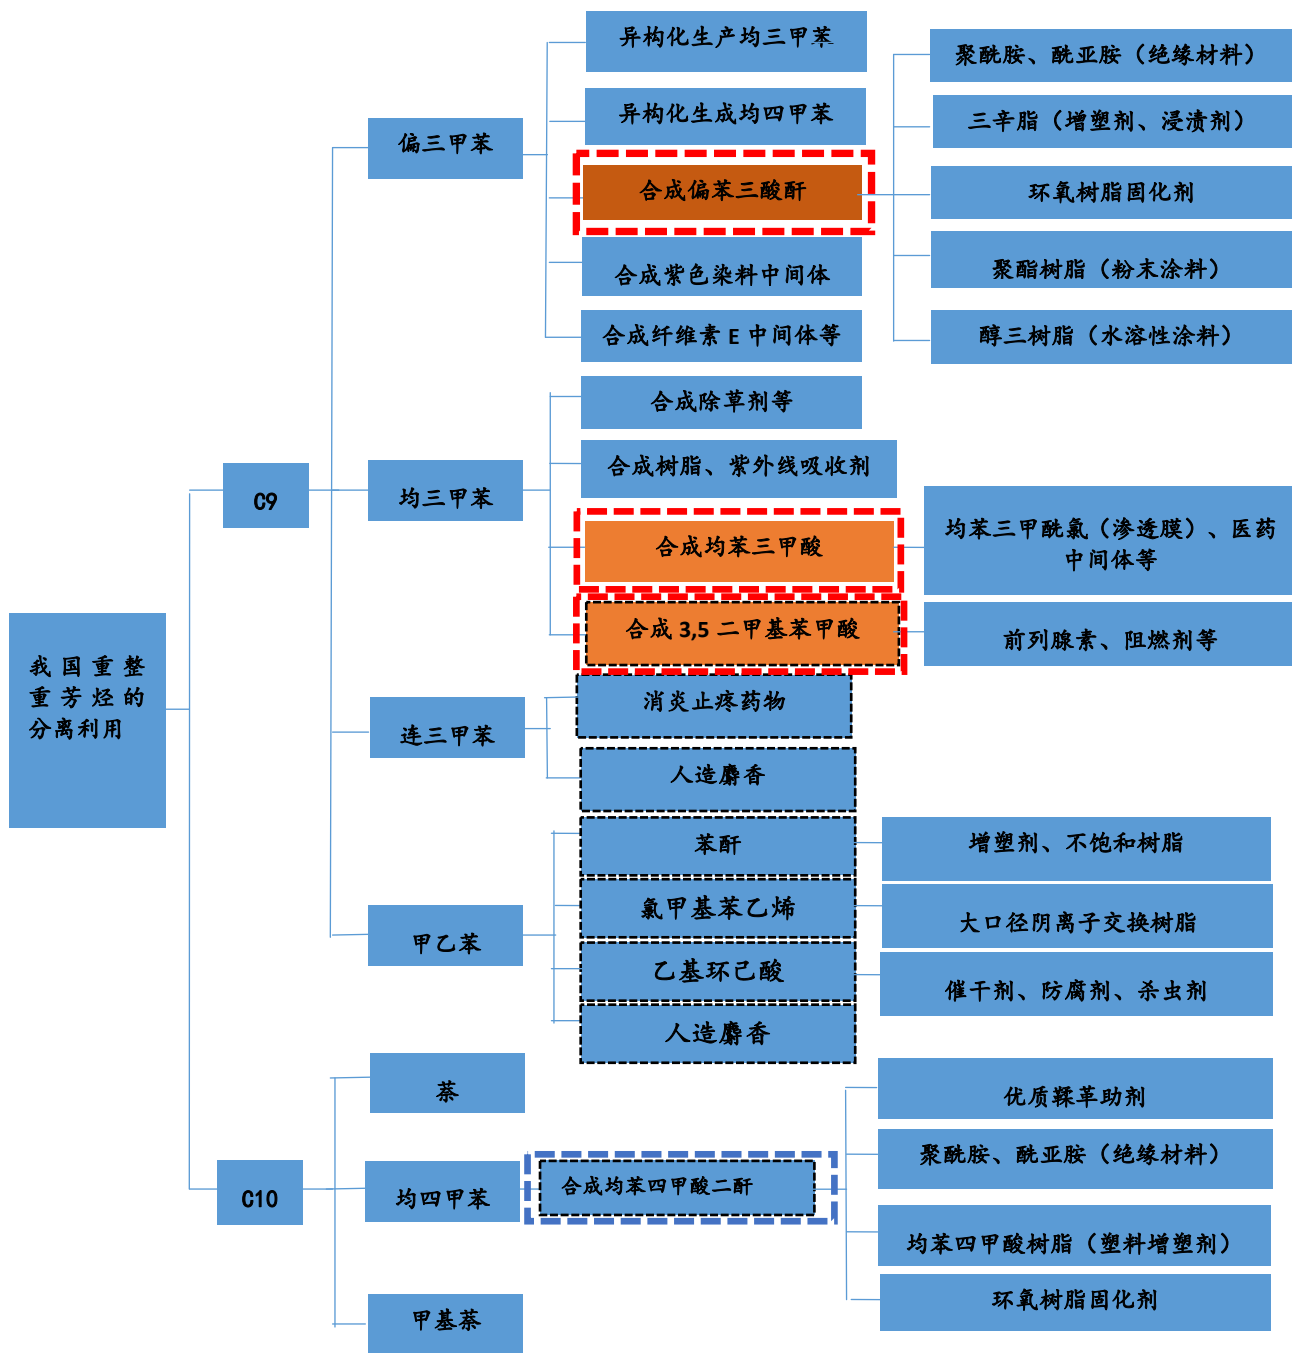 我国重整
重芳烃的
分离利用
C9
偏三甲苯
异构化生产均三甲苯
异构化生成均四甲苯
合成偏苯三酸酐
聚酰胺、酰亚胺（绝缘材料）
三辛脂（增塑剂、浸渍剂）
环氧树脂固化剂
聚酯树脂（粉末涂料）
醇三树脂（水溶性涂料）
合成紫色染料中间体
合成纤维素 E 中间体等
均三甲苯
合成除草剂等
合成树脂、紫外线吸收剂
合成均苯三甲酸
均苯三甲酰氯（渗透膜）、医药
中间体等
合成 3,5 二甲基苯甲酸
前列腺素、阻燃剂等
连三甲苯
消炎止疼药物
人造麝香
甲乙苯
苯酐
增塑剂、不饱和树脂
氯甲基苯乙烯
大口径阴离子交换树脂
乙基环己酸
催干剂、防腐剂、杀虫剂
人造麝香
C10
萘
均四甲苯
合成均苯四甲酸二酐
优质鞣革助剂
聚酰胺、酰亚胺（绝缘材料）
均苯四甲酸树脂（塑料增塑剂）
环氧树脂固化剂
甲基萘